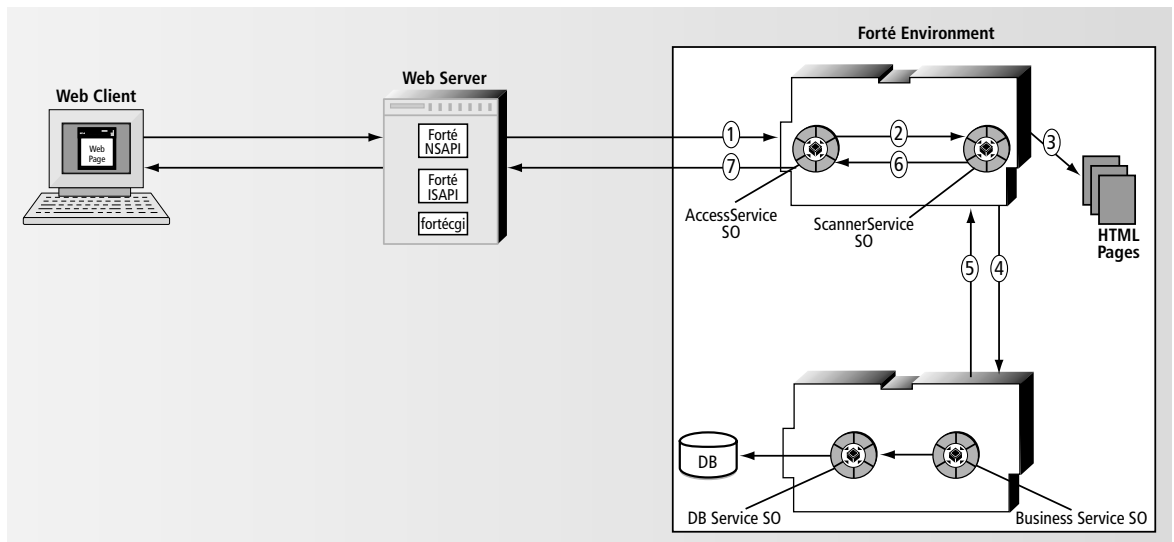 Forté Environment
Web Server
Web Client
Web
Page
Forté
NSAPI
Forté
ISAPI
fortécgi
1
2
3
7
6
AccessService
SO
ScannerService
SO
HTML
Pages
5
4
DB
DB Service SO
Business Service SO